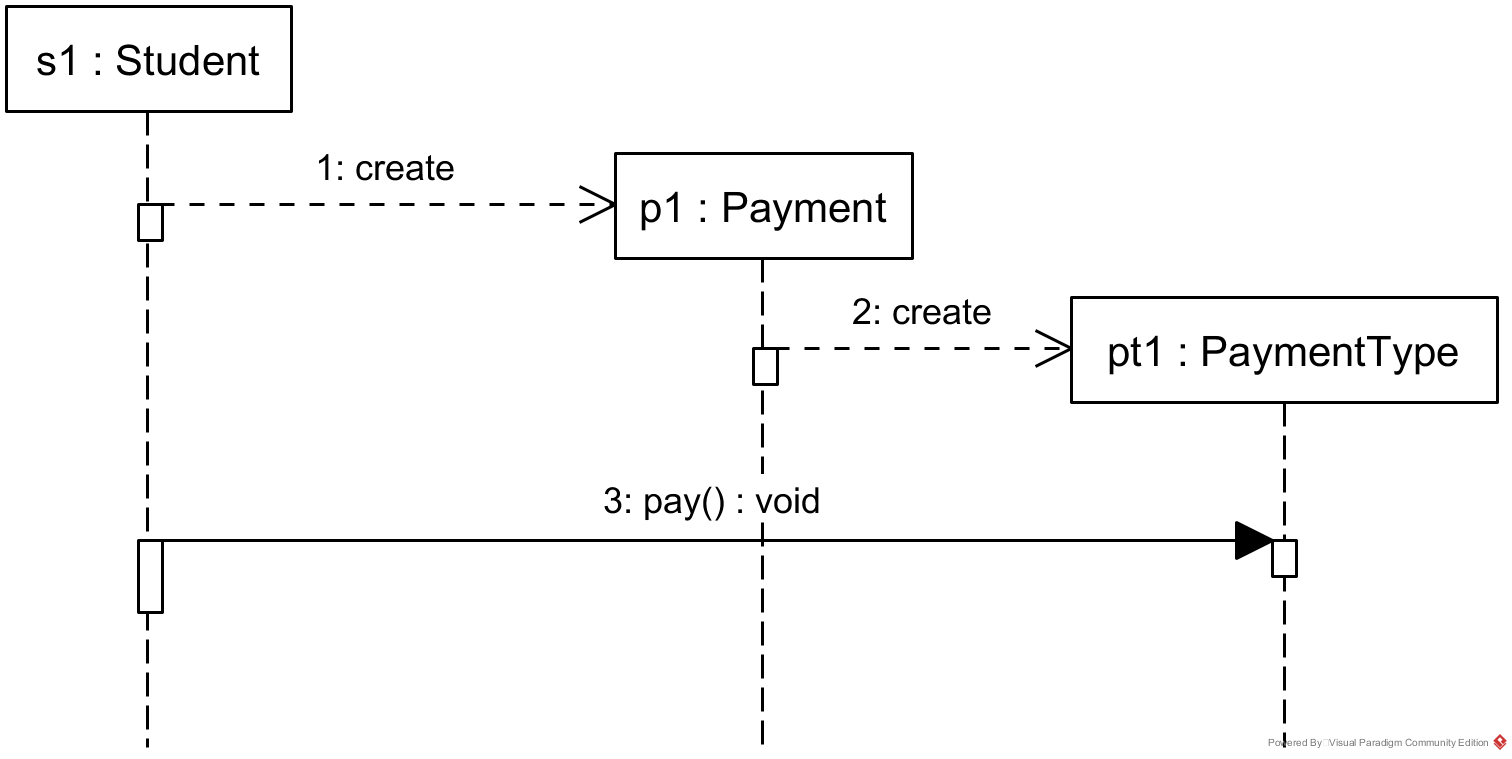 s1 : Student
1: create
p1 : Payment
2: create
pt1 : PaymentType
3: pay() : void
Powered By Visual Paradigm Community Edition